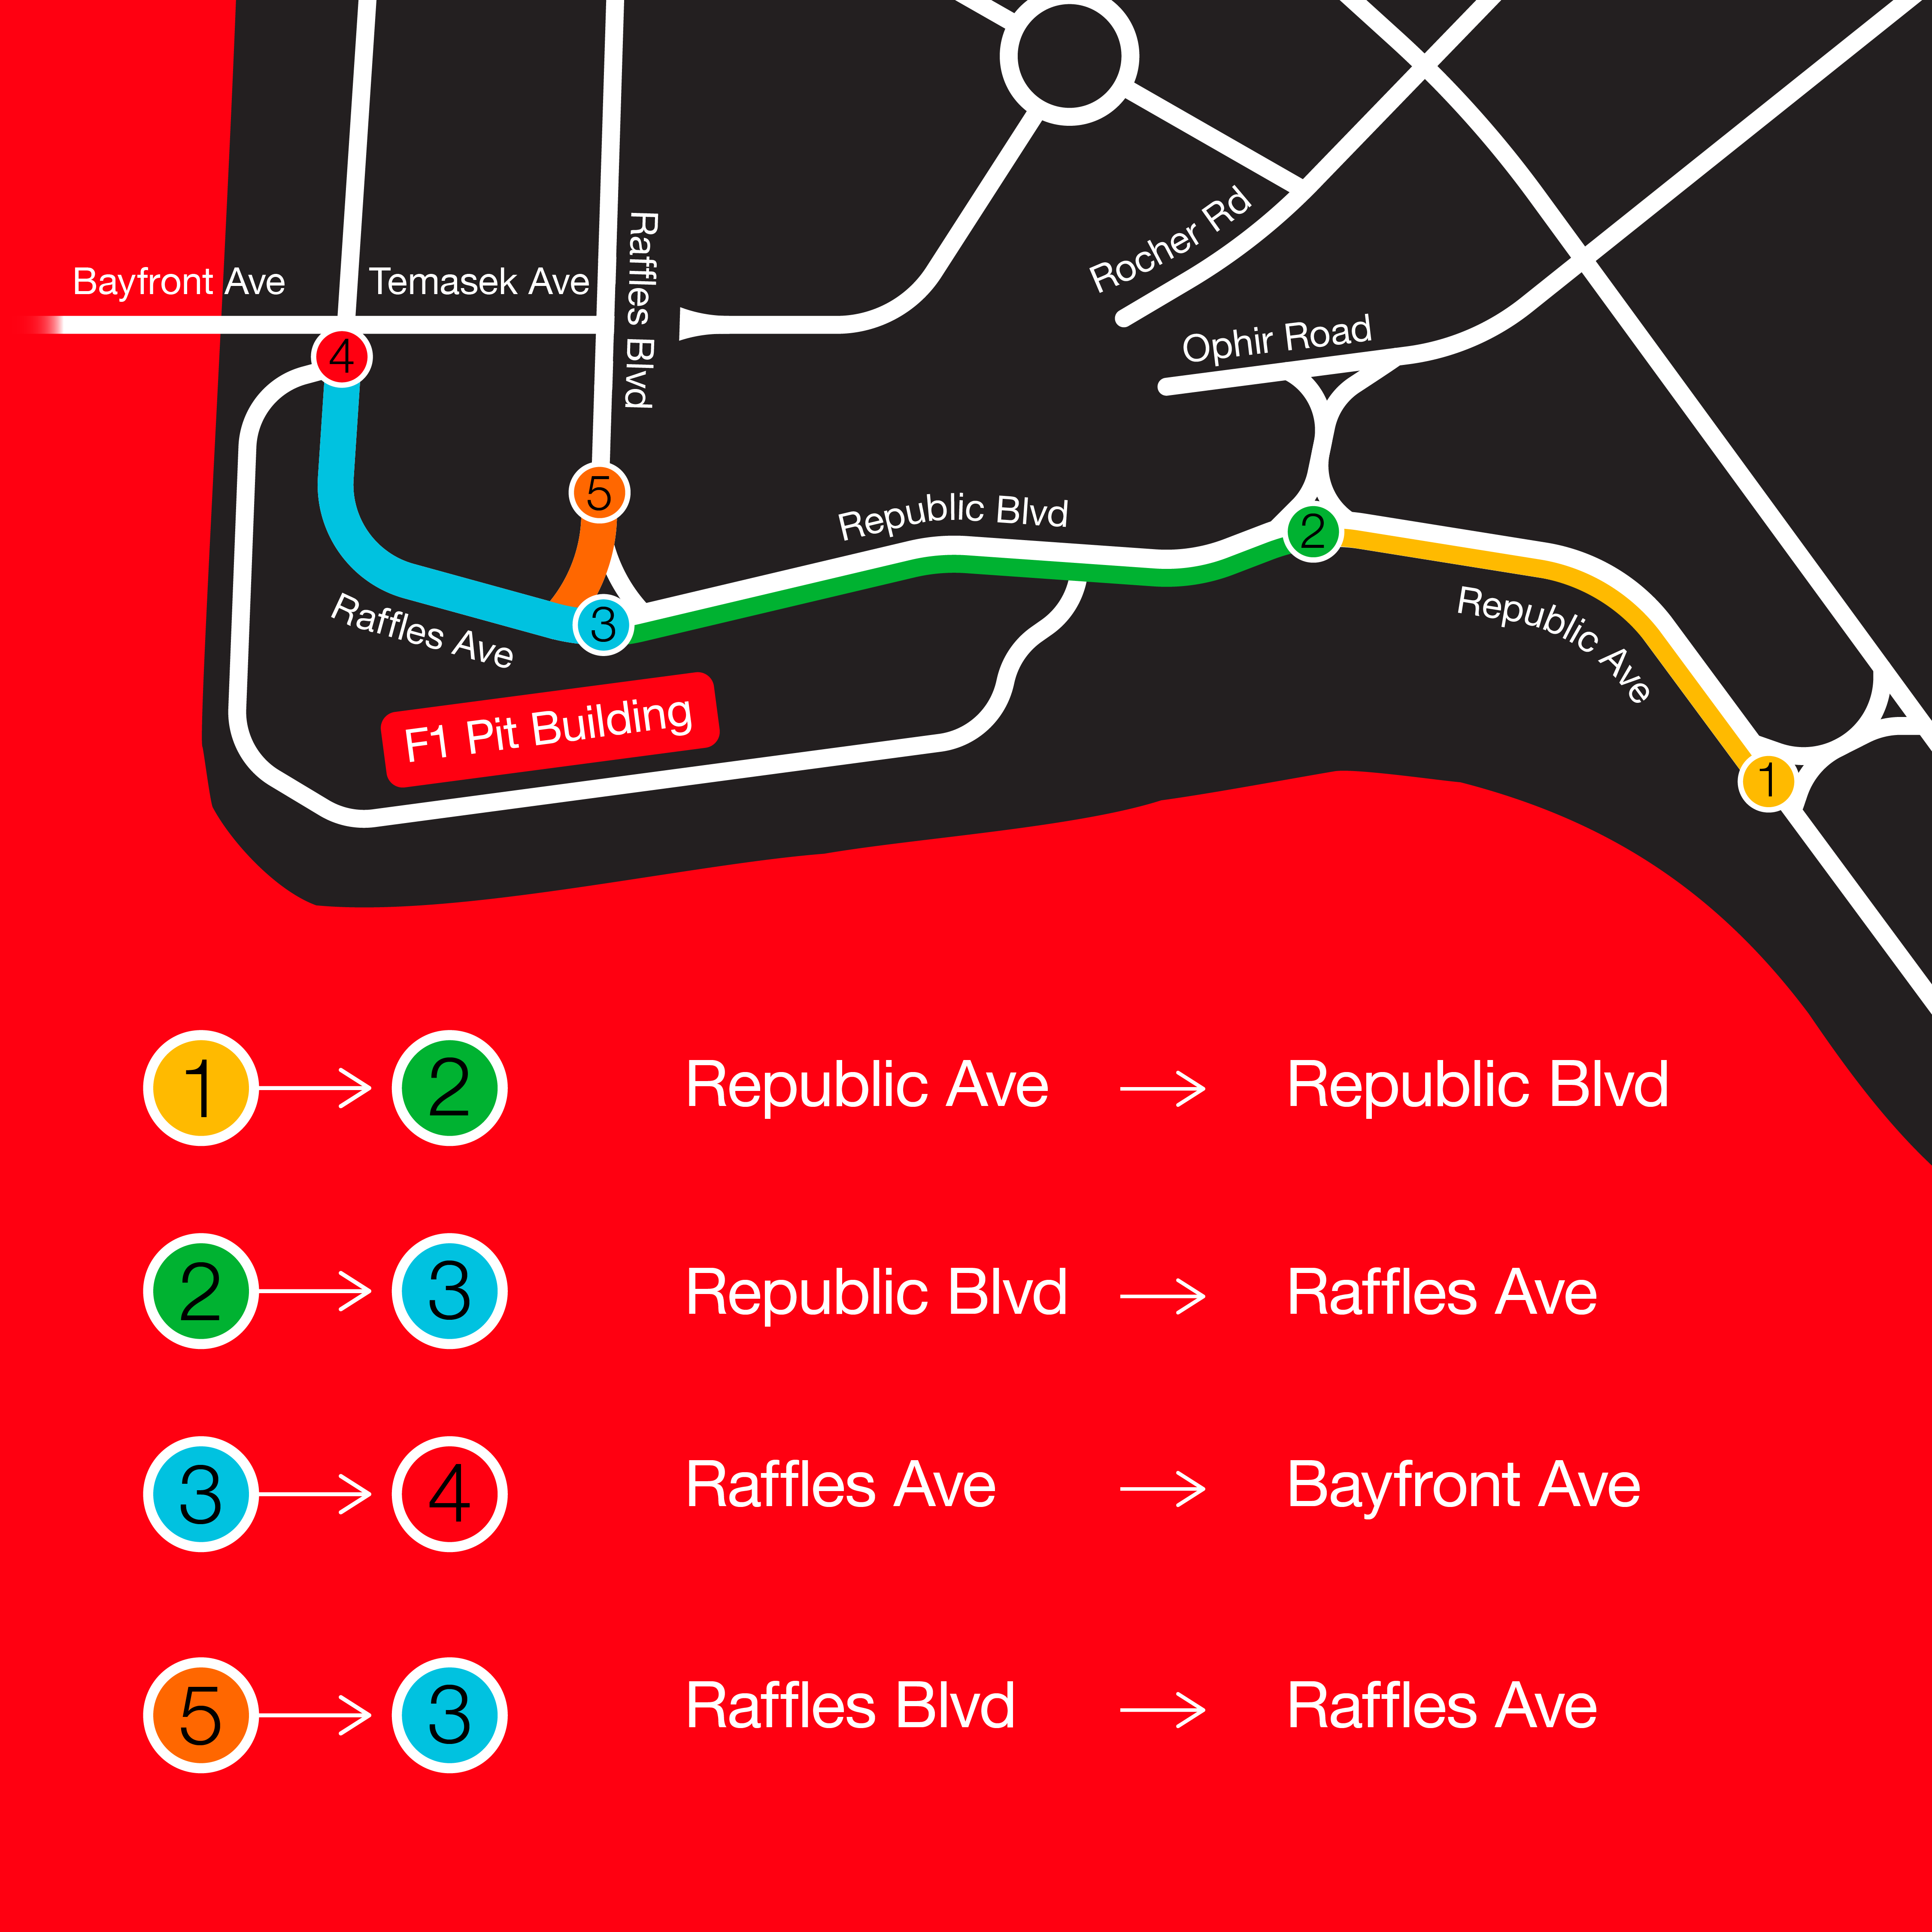 Rocher Rd
Raffles Blvd
Bayfront Ave
Temasek Ave
Ophir Road
4
5
Republic Blvd
2
Raffles Ave
3
Republic Ave
F1 Pit Building
1
1 → 2 Republic Ave → Republic Blvd
2 → 3 Republic Blvd → Raffles Ave
3 → 4 Raffles Ave → Bayfront Ave
5 → 3 Raffles Blvd → Raffles Ave